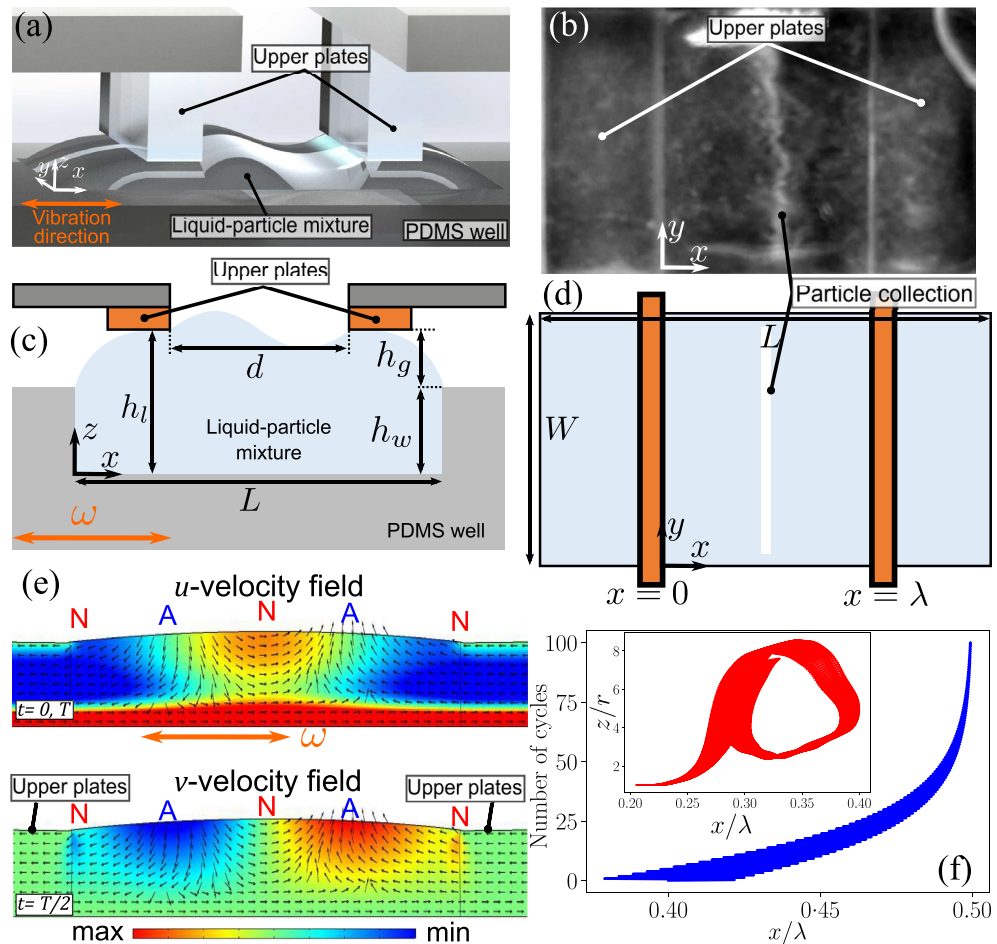 (a)
Upper plates
y
z
x
Vibration
direction
Liquid-particle mixture
PDMS well
(b)
Upper plates
y
x
Particle collection
(c)
Upper plates
d
h_g
h_l
h_w
z
x
Liquid-particle
mixture
L
ω
PDMS well
(d)
L
W
y
x
x = 0
x = λ
(e)
u-velocity field
N A N A N
t= 0, T
ω
v-velocity field
Upper plates
Upper plates
N A N A N
t= T/2
max
min
Number of cycles
100
75
50
25
0
z/r
8
6
4
2
0.20 0.25 0.30 0.35 0.40
x/λ
(f)
0.40 0.45 0.50
x/λ